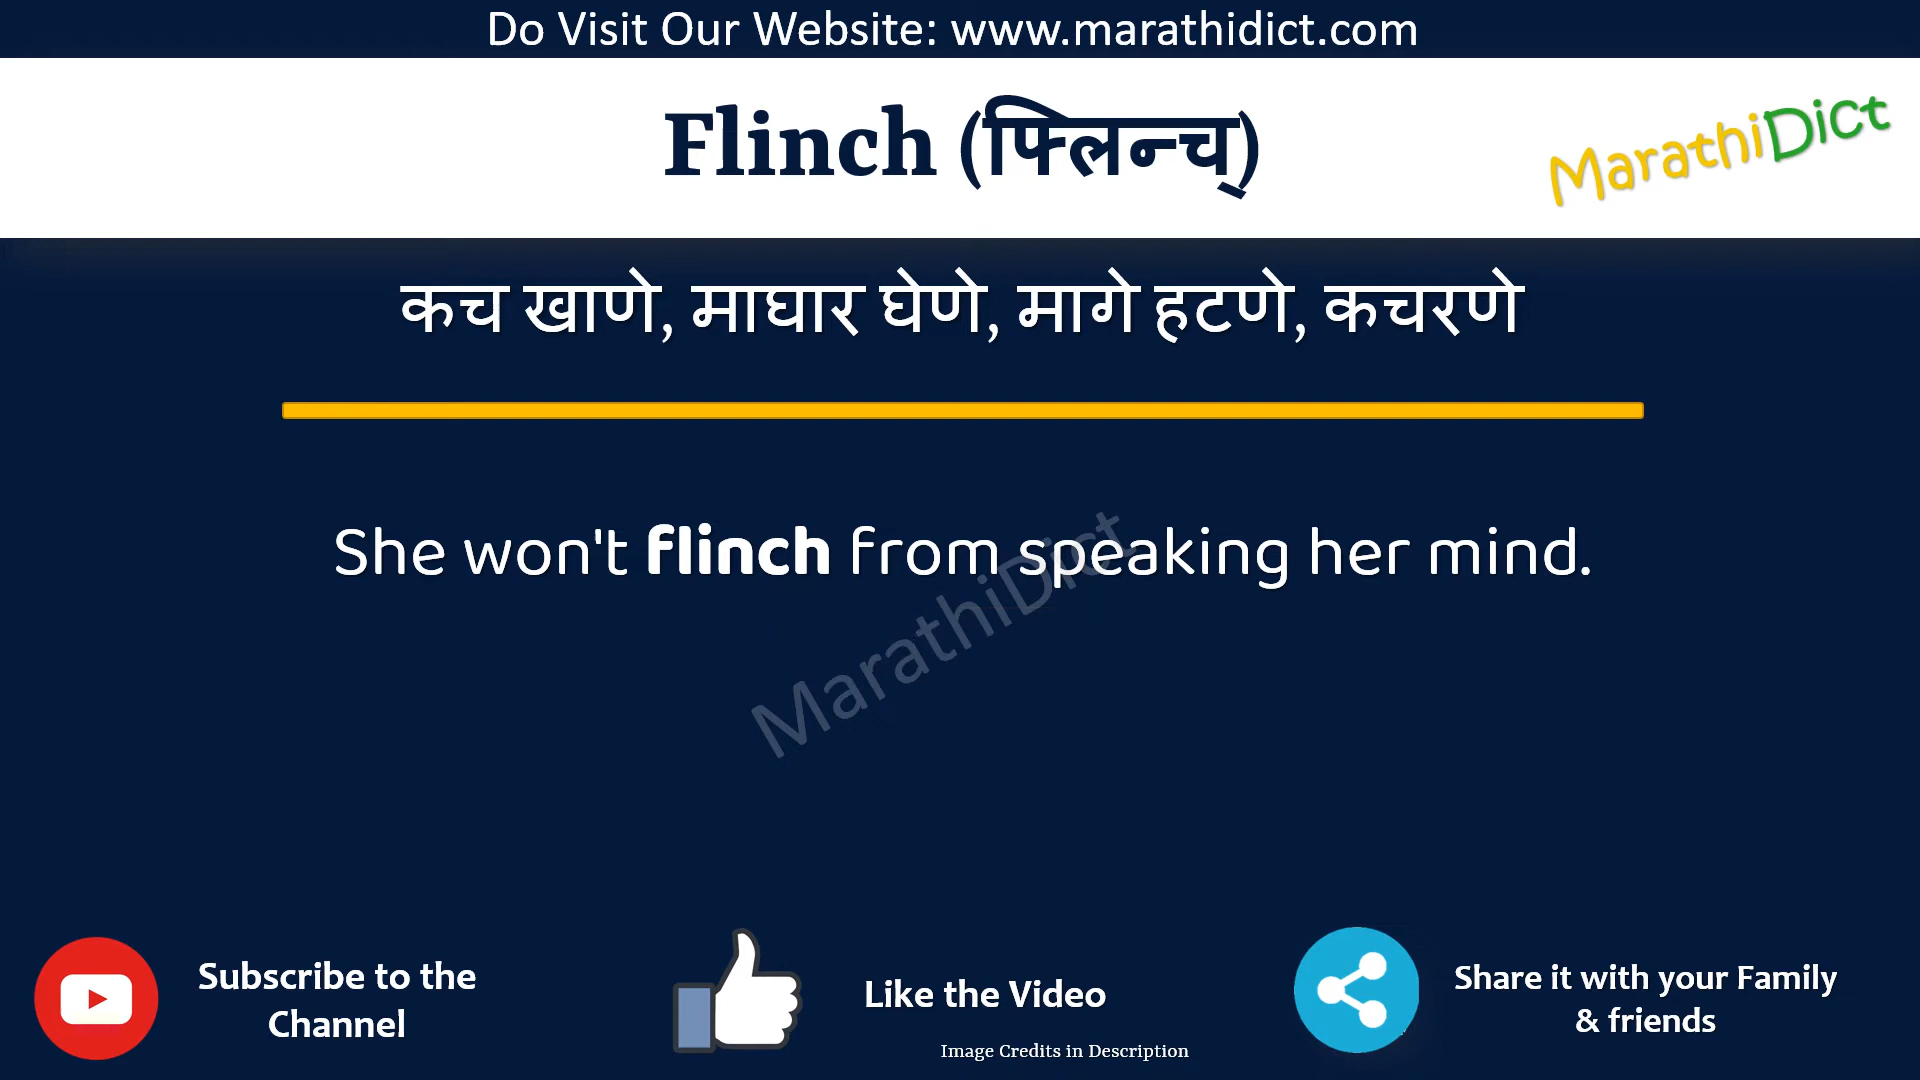 Do Visit Our Website: www.marathidict.com
Flinch (फ्लिन्च्)
MarathiDict
कच खाणे, माघार घेणे, मागे हटणे, कचरणे
She won't flinch from speaking her mind.
MarathiDict
Subscribe to the
Channel
Like the Video
Share it with your Family
& friends
Image Credits in Description